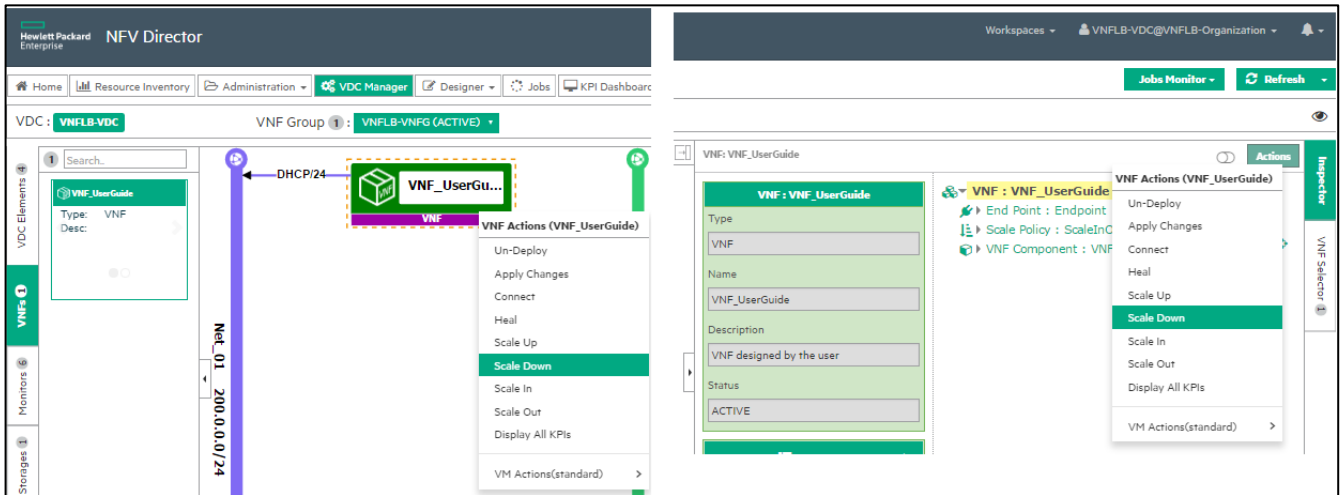 Hewlett Packard
Enterprise
NFV Director
Home
Resource Inventory
Administration
VDC Manager
Designer
Jobs
KPI Dashboard
VDC : VNFLB-VDC
VNF Group 1 : VNFLB-VNFG (ACTIVE)
VDC Elements 4
VNFs 1
Monitors 6
Storages 1
1 Search..
VNF_UserGuide
Type: VNF
Desc:
DHCP/24
VNF
VNF_UserGu...
VNF
Net_01 200.0.0.0/24
VNF Actions (VNF_UserGuide)
Un-Deploy
Apply Changes
Connect
Heal
Scale Up
Scale Down
Scale In
Scale Out
Display All KPIs
VM Actions(standard) >
Workspaces
VNFLB-VDC@VNFLB-Organization
Jobs Monitor
Refresh
VNF: VNF_UserGuide
Actions
VNF : VNF_UserGuide
Type
VNF
Name
VNF_UserGuide
Description
VNF designed by the user
Status
ACTIVE
VNF : VNF_UserGuide
End Point : Endpoint
Scale Policy : ScaleInO
VNF Component : VNF
VNF Actions (VNF_UserGuide)
Un-Deploy
Apply Changes
Connect
Heal
Scale Up
Scale Down
Scale In
Scale Out
Display All KPIs
VM Actions(standard) >
Inspector
VNF Selector 1